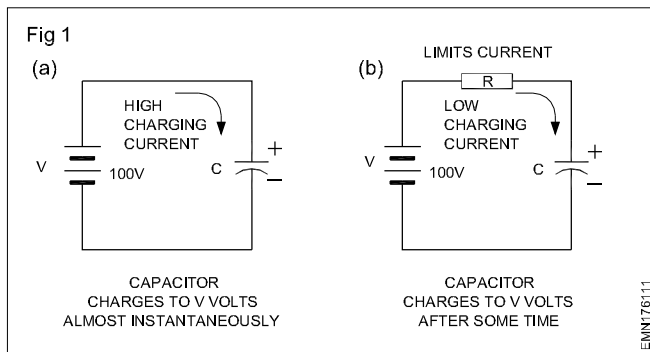 Fig 1
(a)
HIGH
CHARGING
CURRENT
V
100V
C
+
–
CAPACITOR
CHARGES TO V VOLTS
ALMOST INSTANTANEOUSLY
(b)
LIMITS CURRENT
R
LOW
CHARGING
CURRENT
V
100V
C
+
–
CAPACITOR
CHARGES TO V VOLTS
AFTER SOME TIME
EMN176111